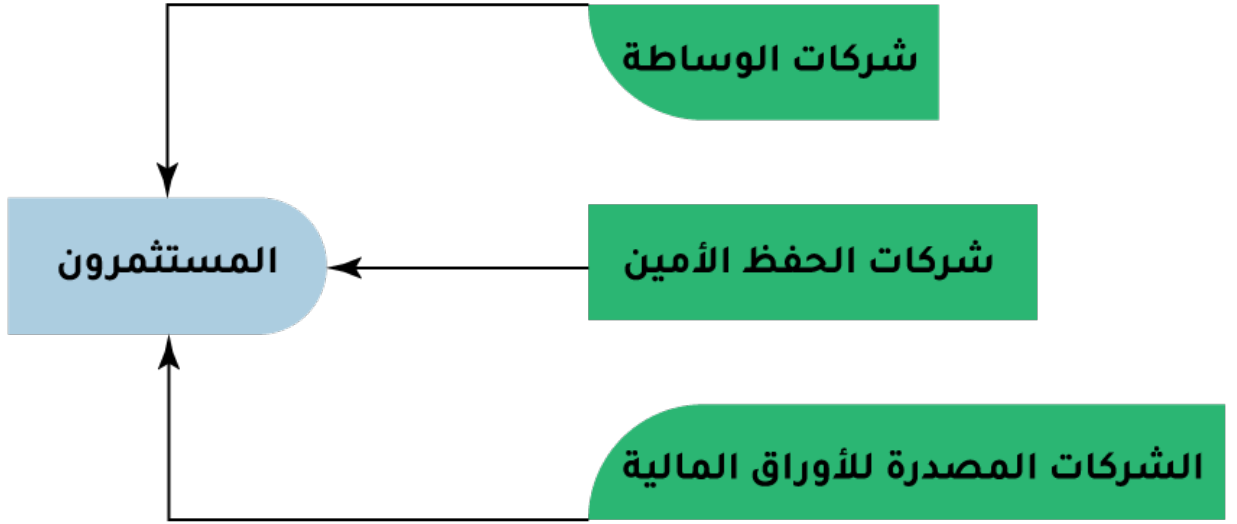 شركات الوساطة
شركات الحفظ الأمين
المستثمرون
الشركات المصدرة للأوراق المالية